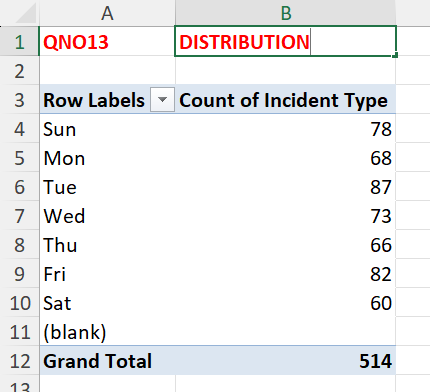 A B
1 QNO13 DISTRIBUTION
2
3 Row Labels Count of Incident Type
4 Sun 78
5 Mon 68
6 Tue 87
7 Wed 73
8 Thu 66
9 Fri 82
10 Sat 60
11 (blank)
12 Grand Total 514
13